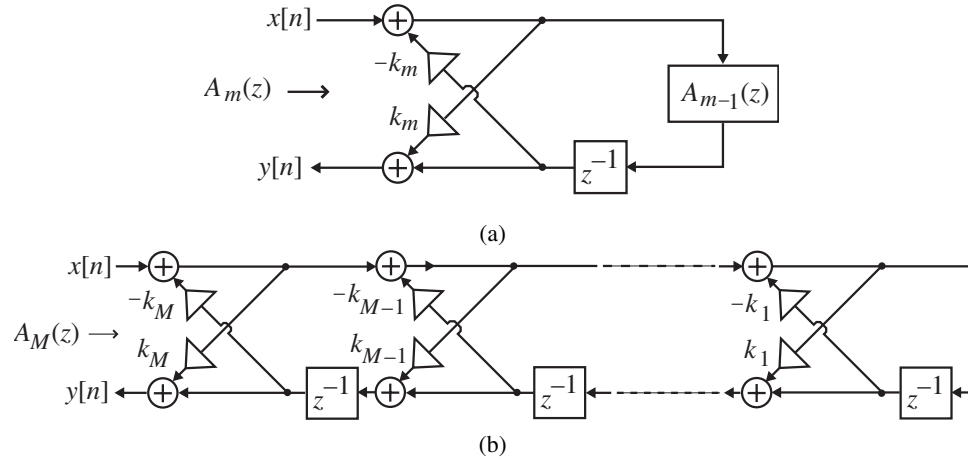 x[n]
−k_m
A_m(z)
A_{m−1}(z)
k_m
y[n]
z^{−1}
(a)
x[n]
−k_M
−k_{M−1}
−k_1
A_M(z)
k_M
k_{M−1}
k_1
y[n]
z^{−1}
z^{−1}
z^{−1}
(b)